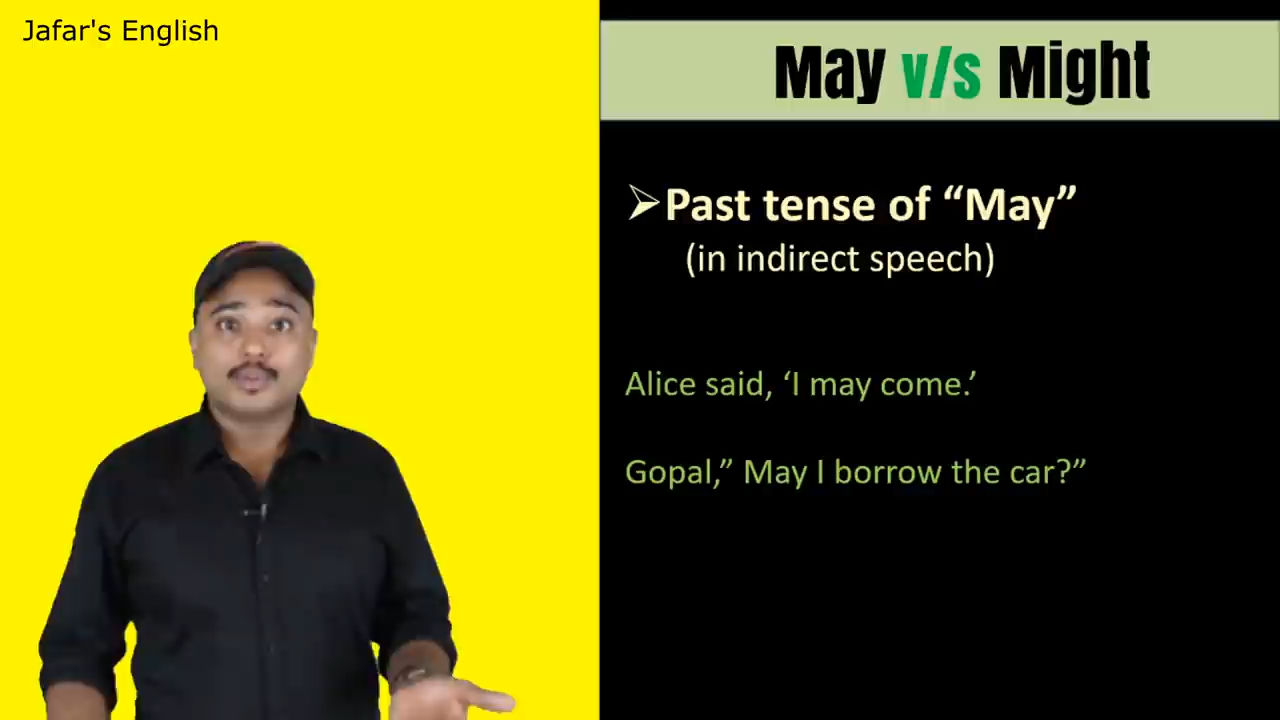 Jafar's English
May v/s Might
➢Past tense of “May”
(in indirect speech)
Alice said, ‘I may come.’
Gopal,” May I borrow the car?”